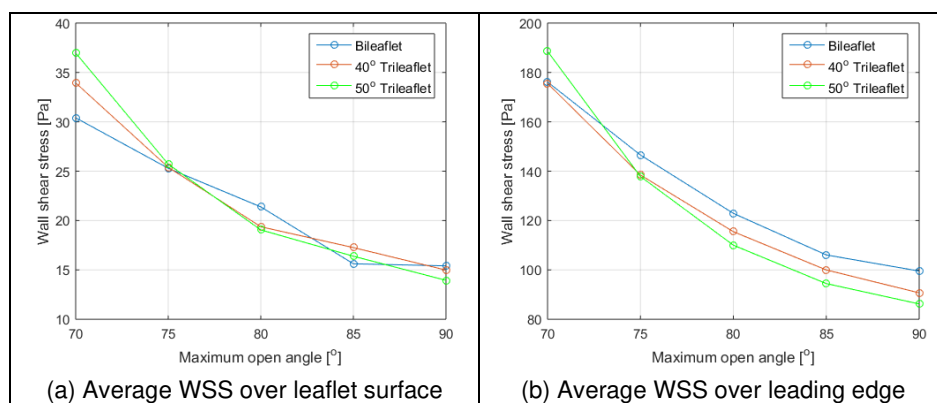 40
35
30
25
20
15
10
Wall shear stress [Pa]
Bileaflet
40° Trileaflet
50° Trileaflet
70 75 80 85 90
Maximum open angle [°]
(a) Average WSS over leaflet surface
200
180
160
140
120
100
80
Wall shear stress [Pa]
Bileaflet
40° Trileaflet
50° Trileaflet
70 75 80 85 90
Maximum open angle [°]
(b) Average WSS over leading edge